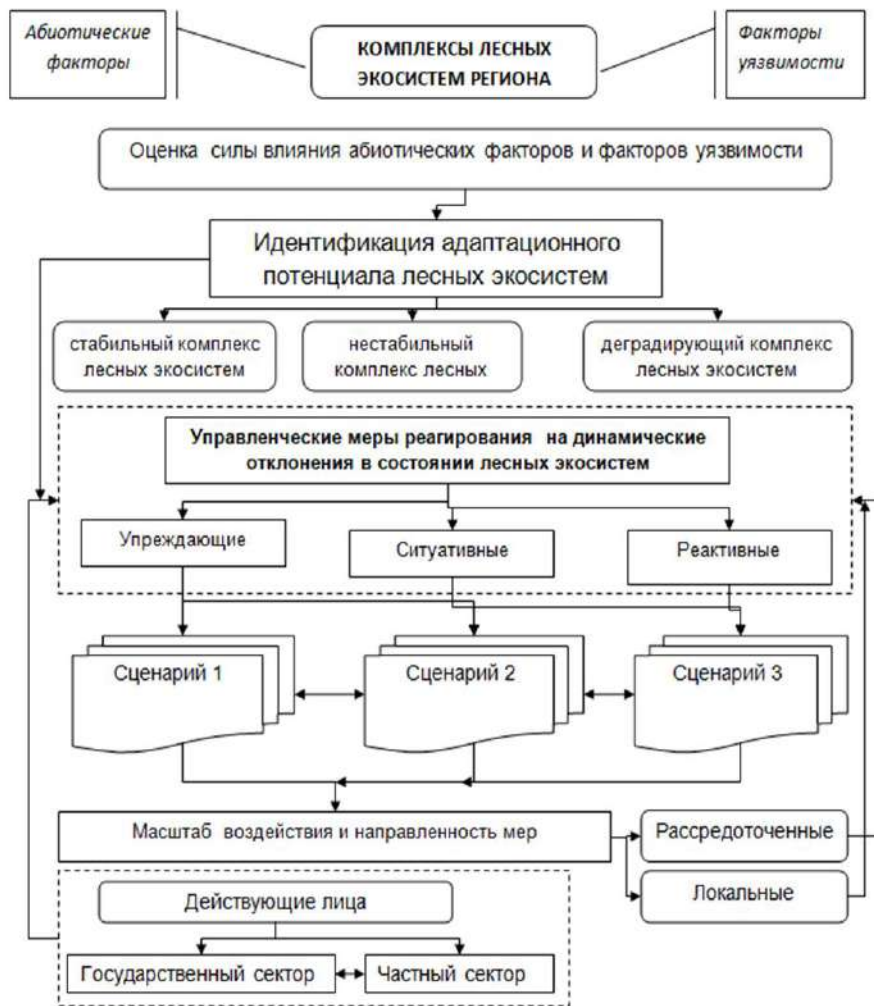 Абиотические
факторы
КОМПЛЕКСЫ ЛЕСНЫХ
ЭКОСИСТЕМ РЕГИОНА
Факторы
уязвимости
Оценка силы влияния абиотических факторов и факторов уязвимости
Идентификация адаптационного
потенциала лесных экосистем
стабильный комплекс
лесных экосистем
нестабильный
комплекс лесных
деградирующий комплекс
лесных экосистем
Управленческие меры реагирования на динамические
отклонения в состоянии лесных экосистем
Упреждающие
Ситуативные
Реактивные
Сценарий 1
Сценарий 2
Сценарий 3
Масштаб воздействия и направленность мер
Рассредоточенные
Локальные
Действующие лица
Государственный сектор
Частный сектор